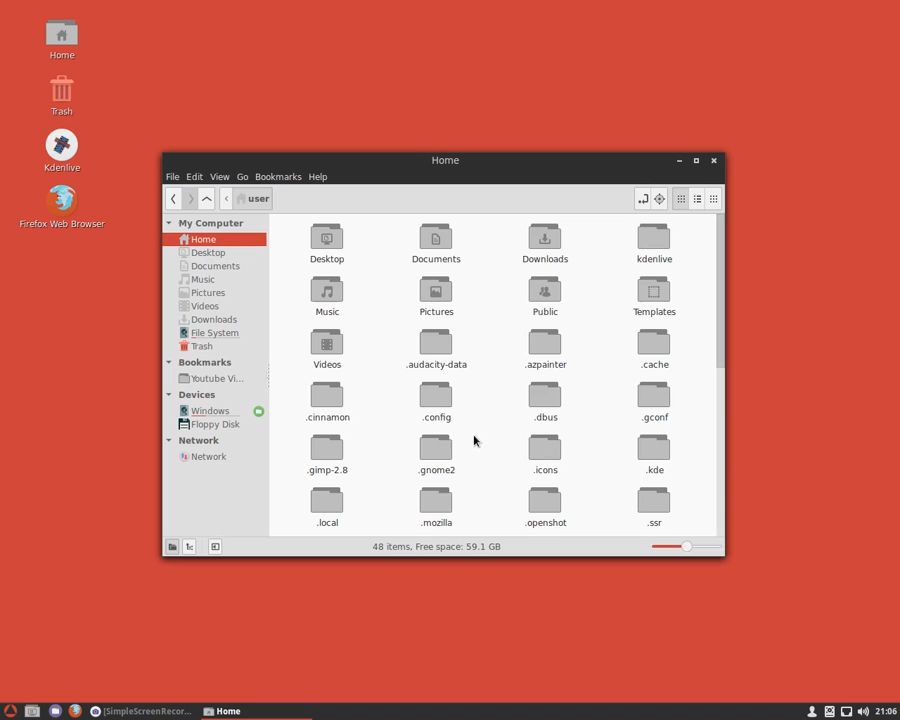 Home
Trash
Kdenlive
Firefox Web Browser
Home
File Edit View Go Bookmarks Help
user
My Computer
Home
Desktop
Documents
Music
Pictures
Videos
Downloads
File System
Trash
Bookmarks
Youtube Vi...
Devices
Windows
Floppy Disk
Network
Network
Desktop Documents Downloads kdenlive
Music Pictures Public Templates
Videos .audacity-data .azpainter .cache
.cinnamon .config .dbus .gconf
.gimp-2.8 .gnome2 .icons .kde
.local .mozilla .openshot .ssr
48 items, Free space: 59.1 GB
[SimpleScreenRecor... Home 21:06